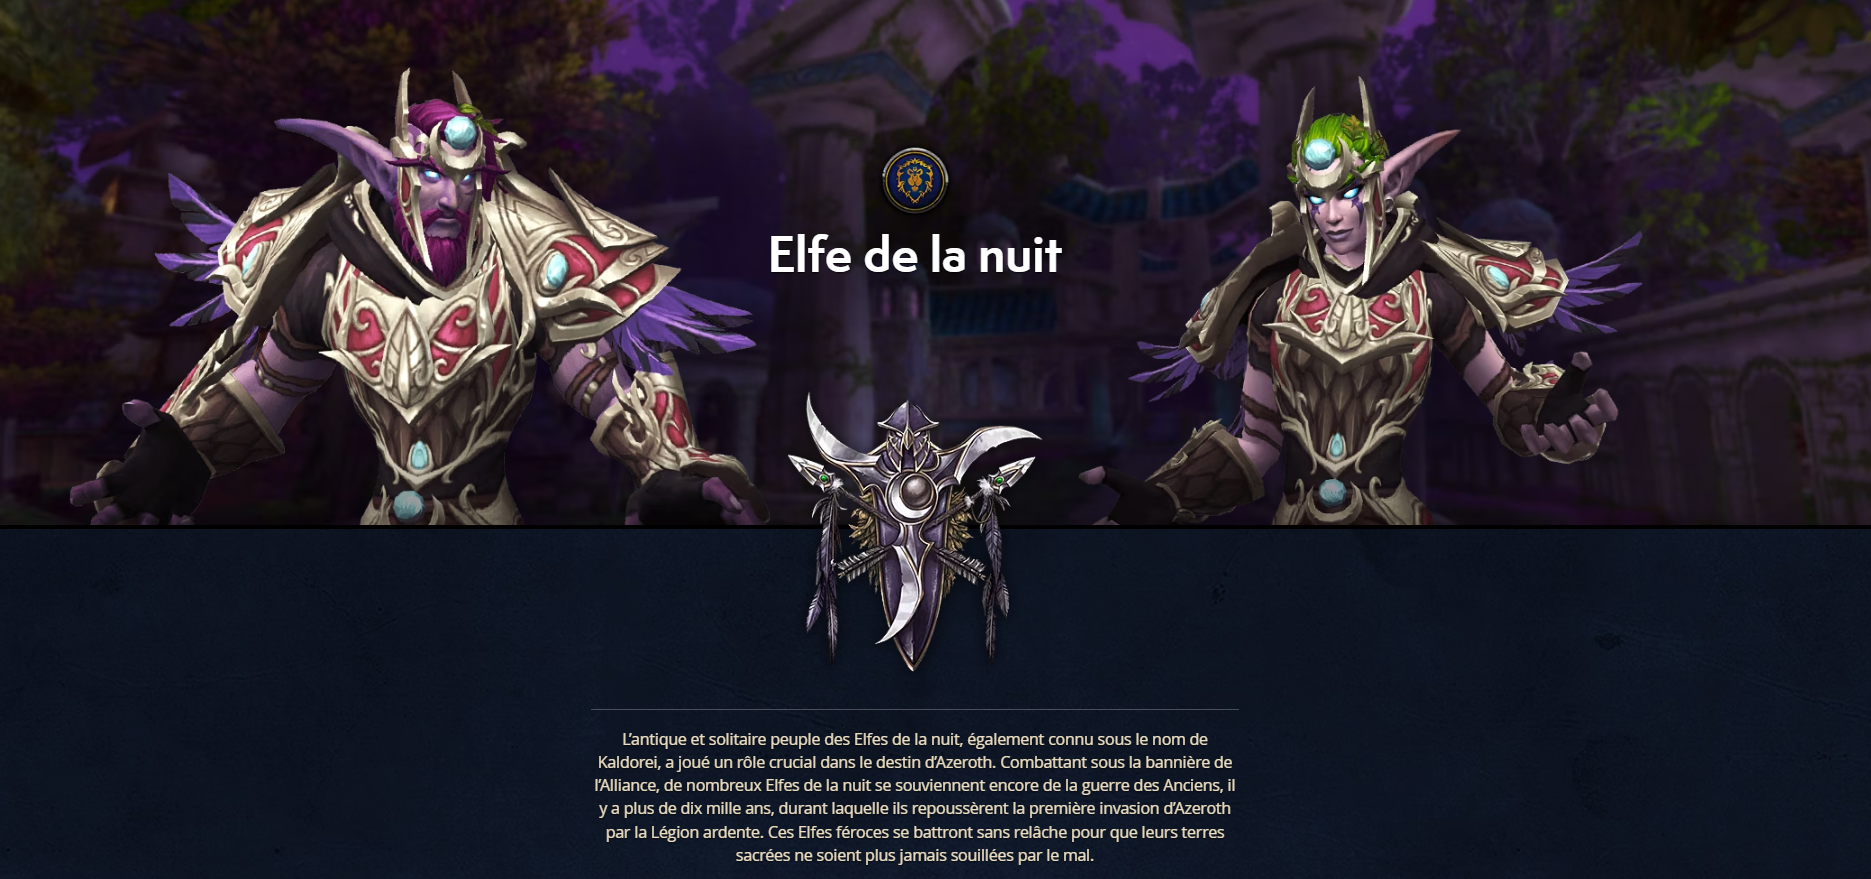 Elfe de la nuit
L’antique et solitaire peuple des Elfes de la nuit, également connu sous le nom de
Kaldorei, a joué un rôle crucial dans le destin d’Azeroth. Combattant sous la bannière de
l’Alliance, de nombreux Elfes de la nuit se souviennent encore de la guerre des Anciens, il
y a plus de dix mille ans, durant laquelle ils repoussèrent la première invasion d’Azeroth
par la Légion ardente. Ces Elfes féroces se battront sans relâche pour que leurs terres
sacrées ne soient plus jamais souillées par le mal.